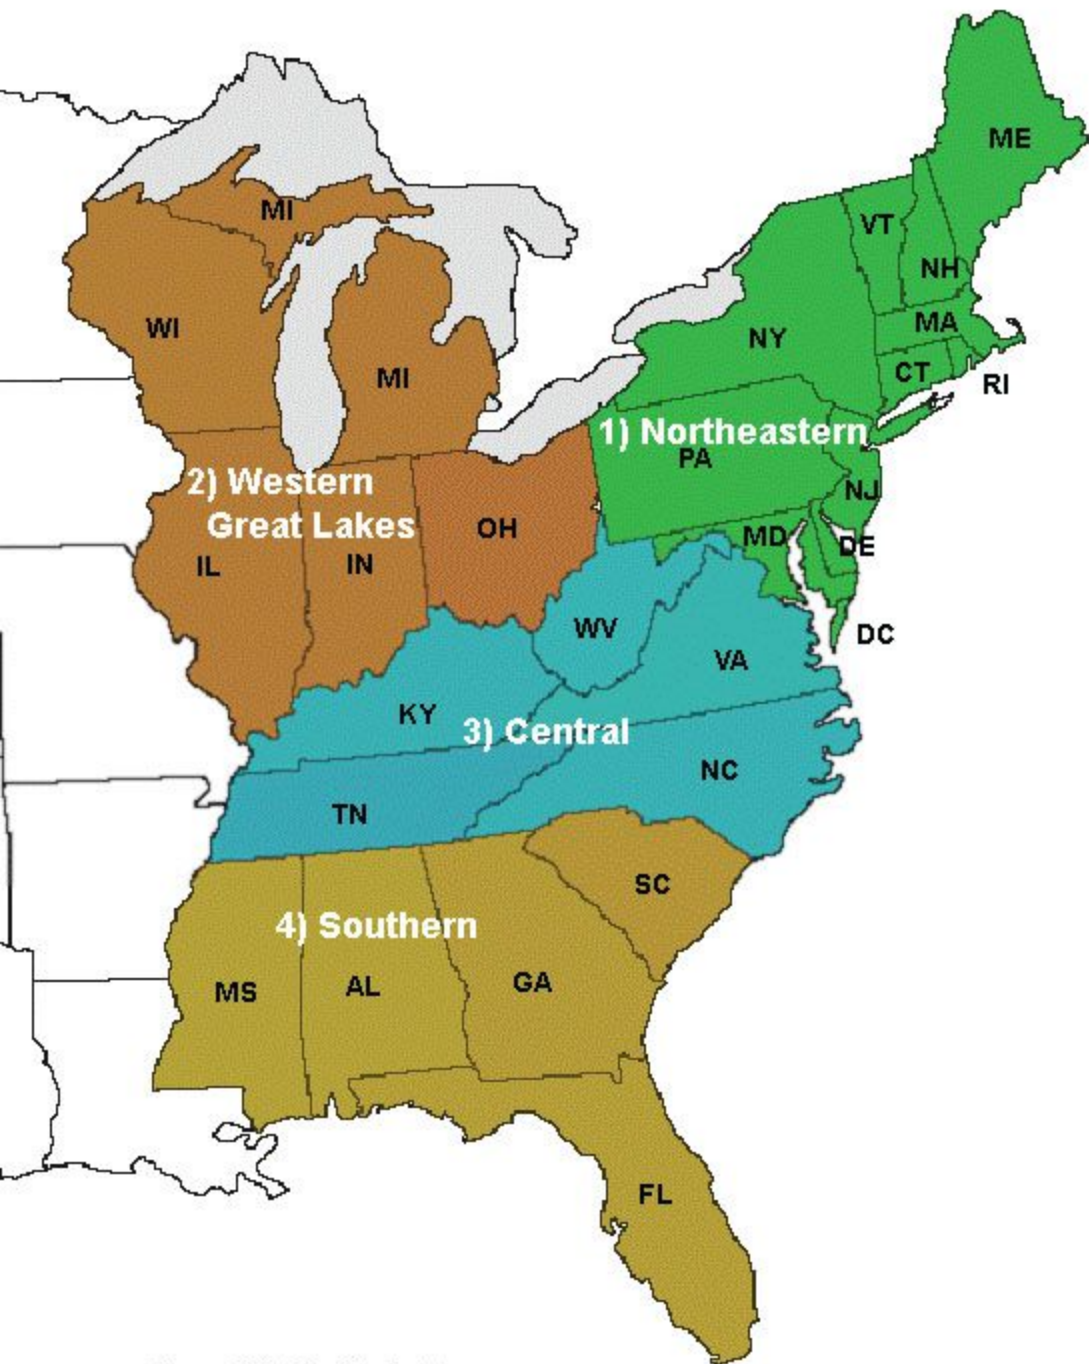 ME
MI
VT
NH
WI
MA
NY
MI
CT
RI
1) Northeastern
PA
2) Western
Great Lakes
NJ
OH
MD
DE
IL
IN
WV
DC
VA
KY
3) Central
NC
TN
SC
4) Southern
MS
AL
GA
FL